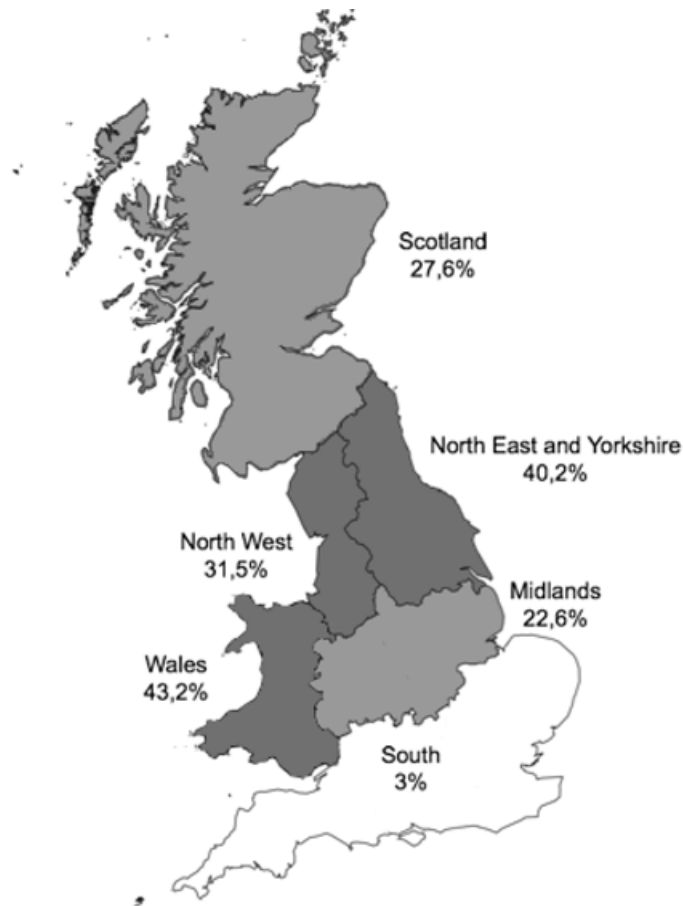 Scotland
27,6%
North East and Yorkshire
40,2%
North West
31,5%
Midlands
22,6%
Wales
43,2%
South
3%